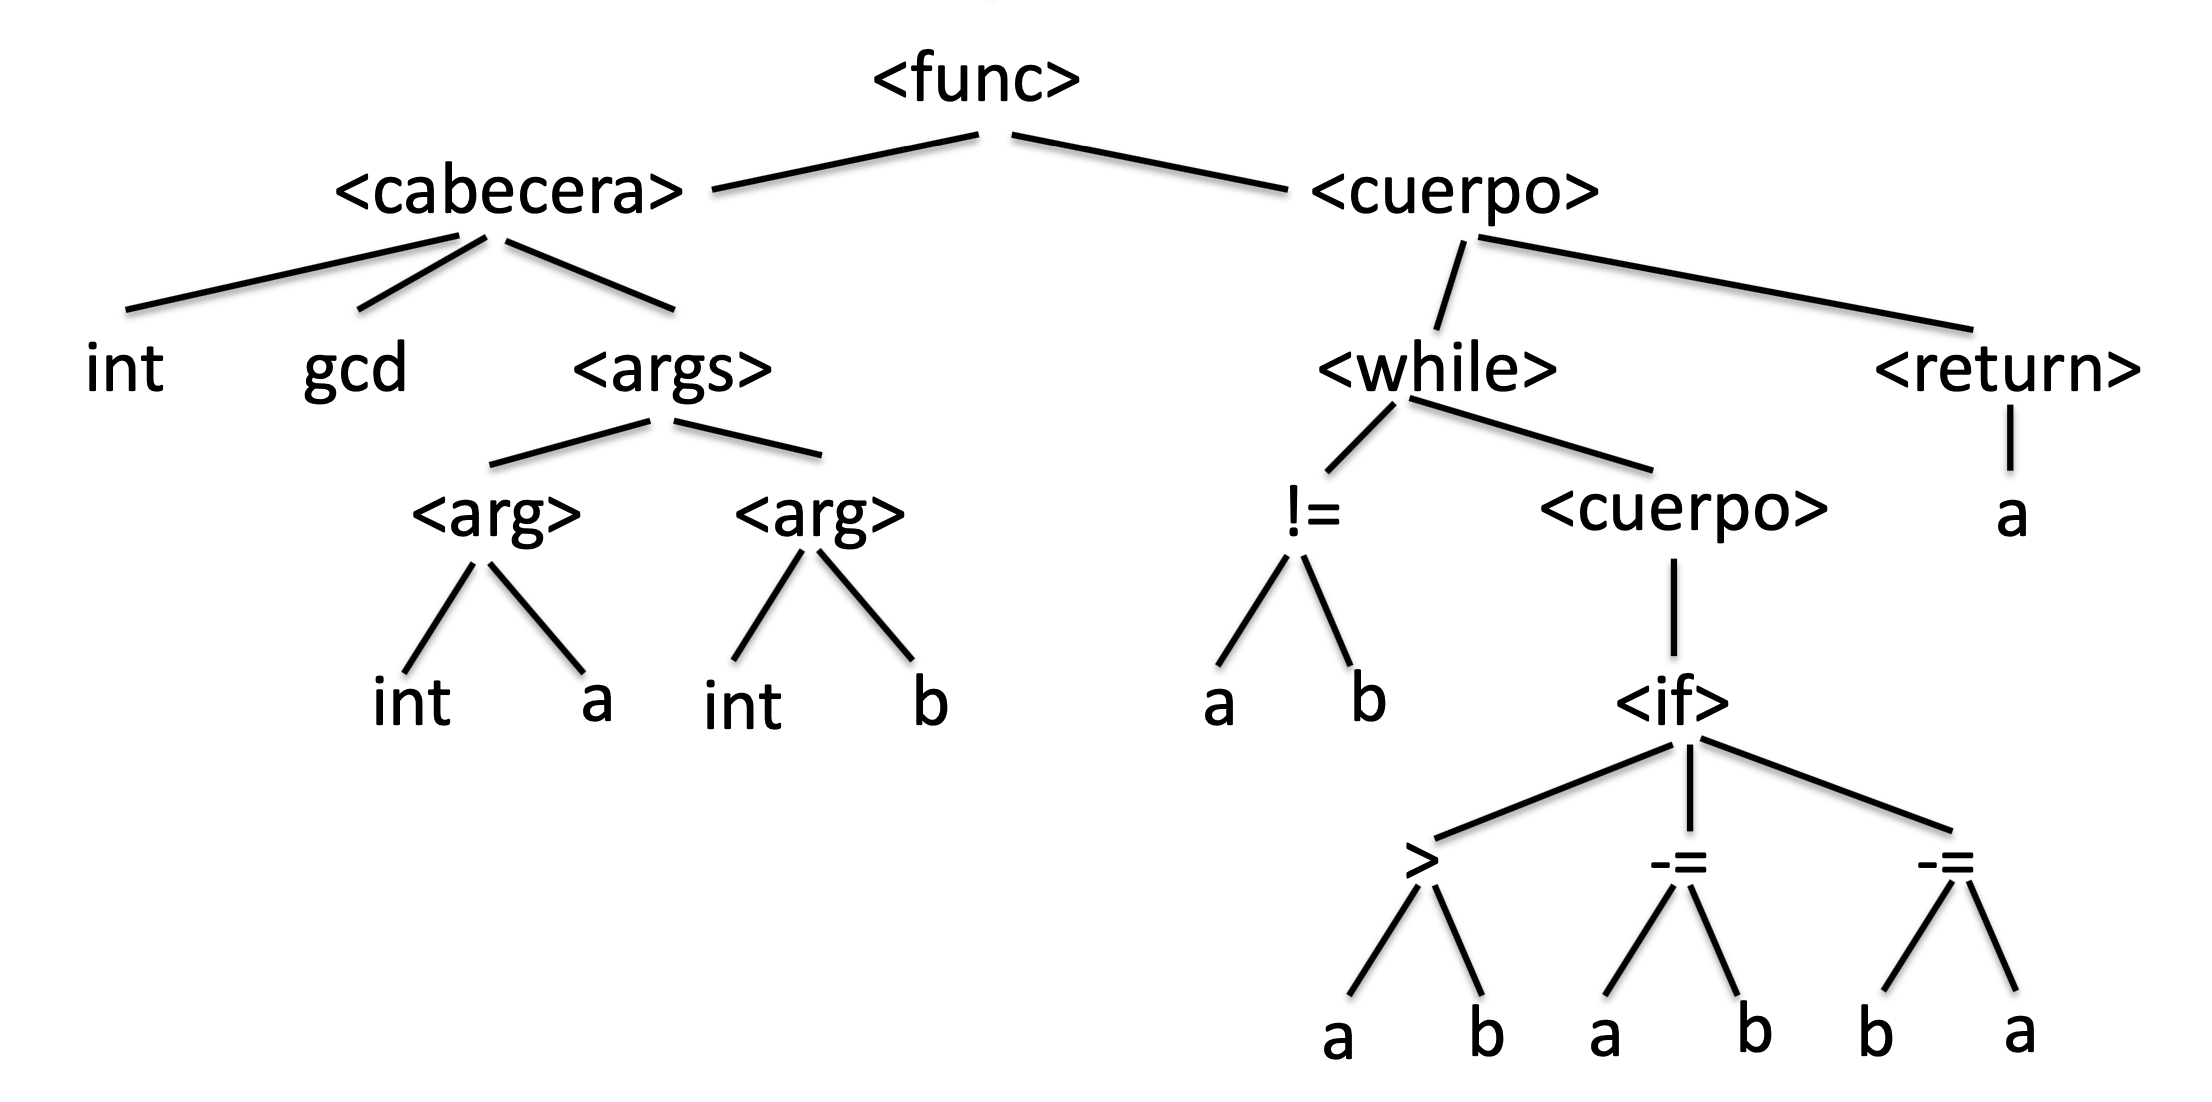 <func>
<cabecera> <cuerpo>
int gcd <args> <while> <return>
<arg> <arg> != <cuerpo> a
int a int b a b <if>
> -= -=
a b a b b a